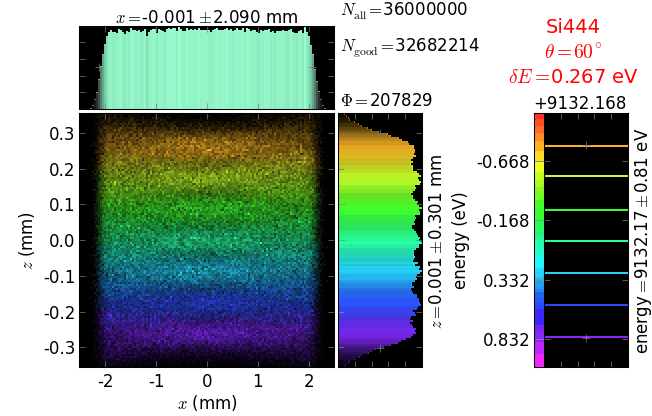 x=-0.001±2.090 mm
N_all=36000000
N_good=32682214
Φ=207829
Si444
θ=60°
δE=0.267 eV
+9132.168
0.3
0.2
0.1
0.0
-0.1
-0.2
-0.3
z (mm)
-2
-1
0
1
2
x (mm)
z=0.001±0.301 mm
energy (eV)
-0.668
-0.168
0.332
0.832
energy=9132.17±0.81 eV